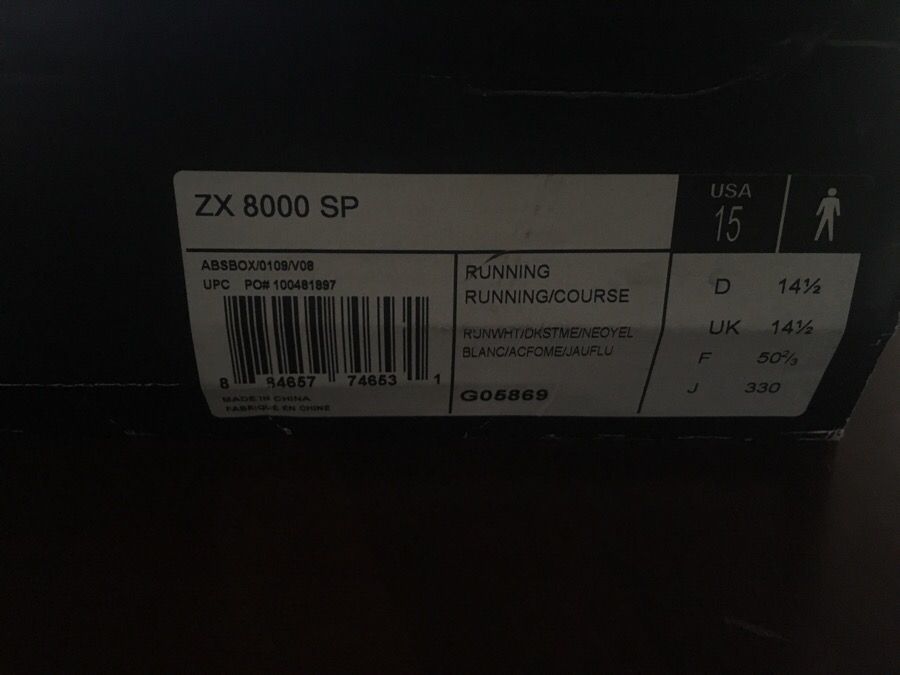 ZX 8000 SP
USA
15
ABSBOX/0109/V08
UPC PO# 100481897
8 84657 74653 1
MADE IN CHINA
FABRIQUÉ EN CHINE
RUNNING
RUNNING/COURSE
RUNWHT/DKSTME/NEOYEL
BLANC/ACFOME/JAUFLU
G05869
D 14½
UK 14½
F 50⅔
J 330